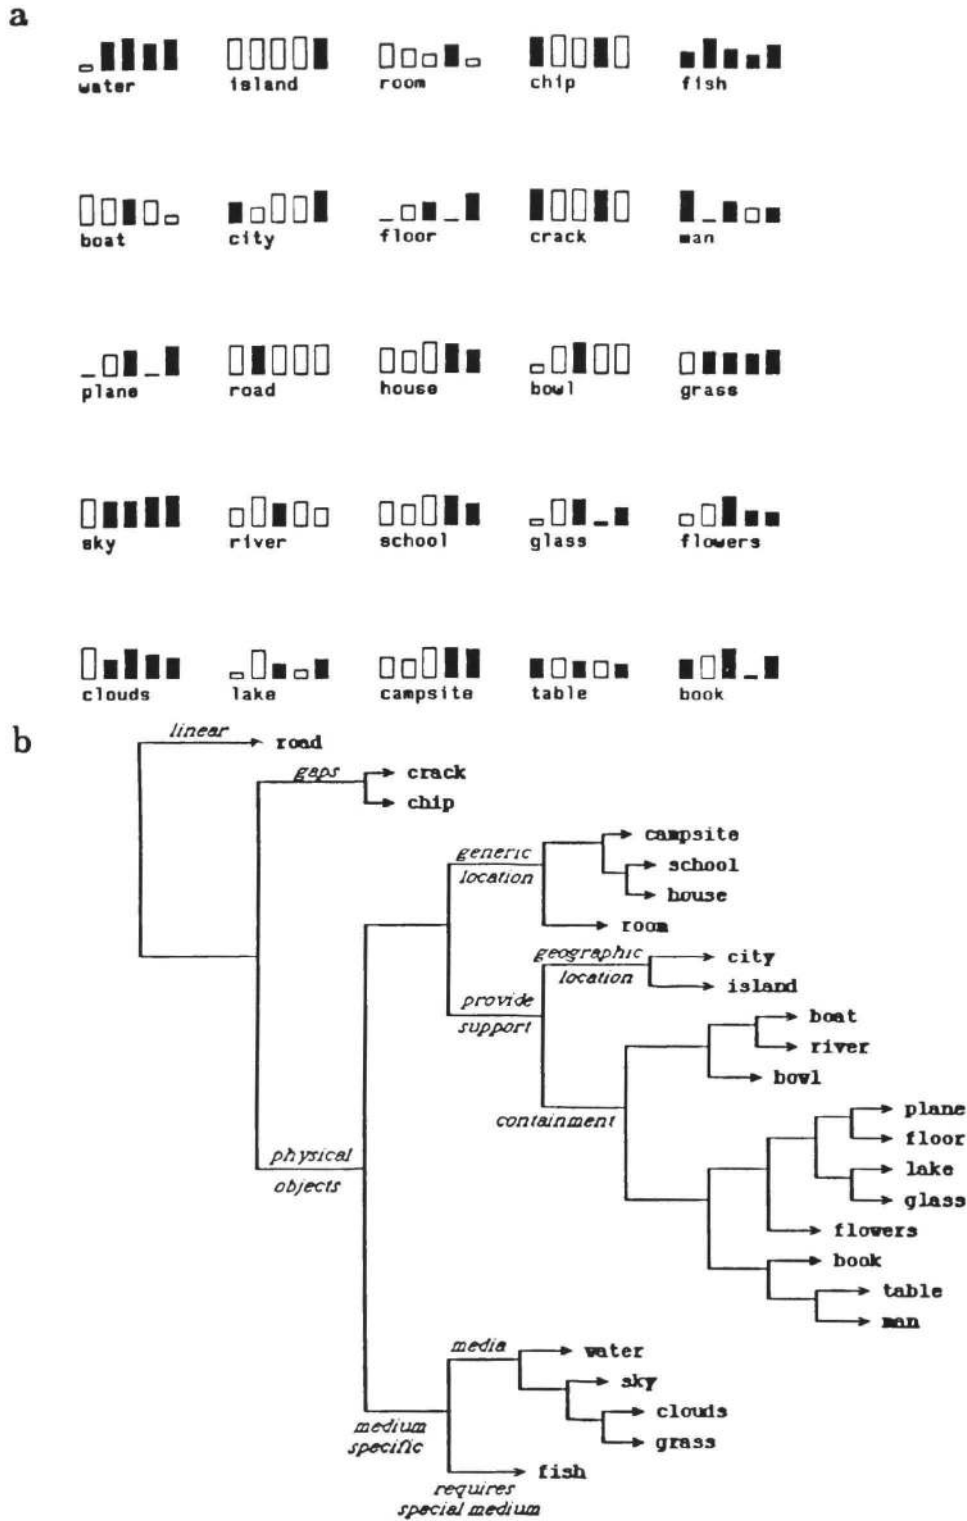 a
water island room chip fish
boat city floor crack man
plane road house bowl grass
sky river school glass flowers
clouds lake campsite table book
b
linear
road
gaps
crack
chip
campsite
generic
location
school
house
room
geographic
location
city
island
provide
support
boat
river
bowl
containment
plane
floor
lake
glass
flowers
book
table
man
physical
objects
media
water
sky
clouds
grass
medium
specific
fish
requires
special medium